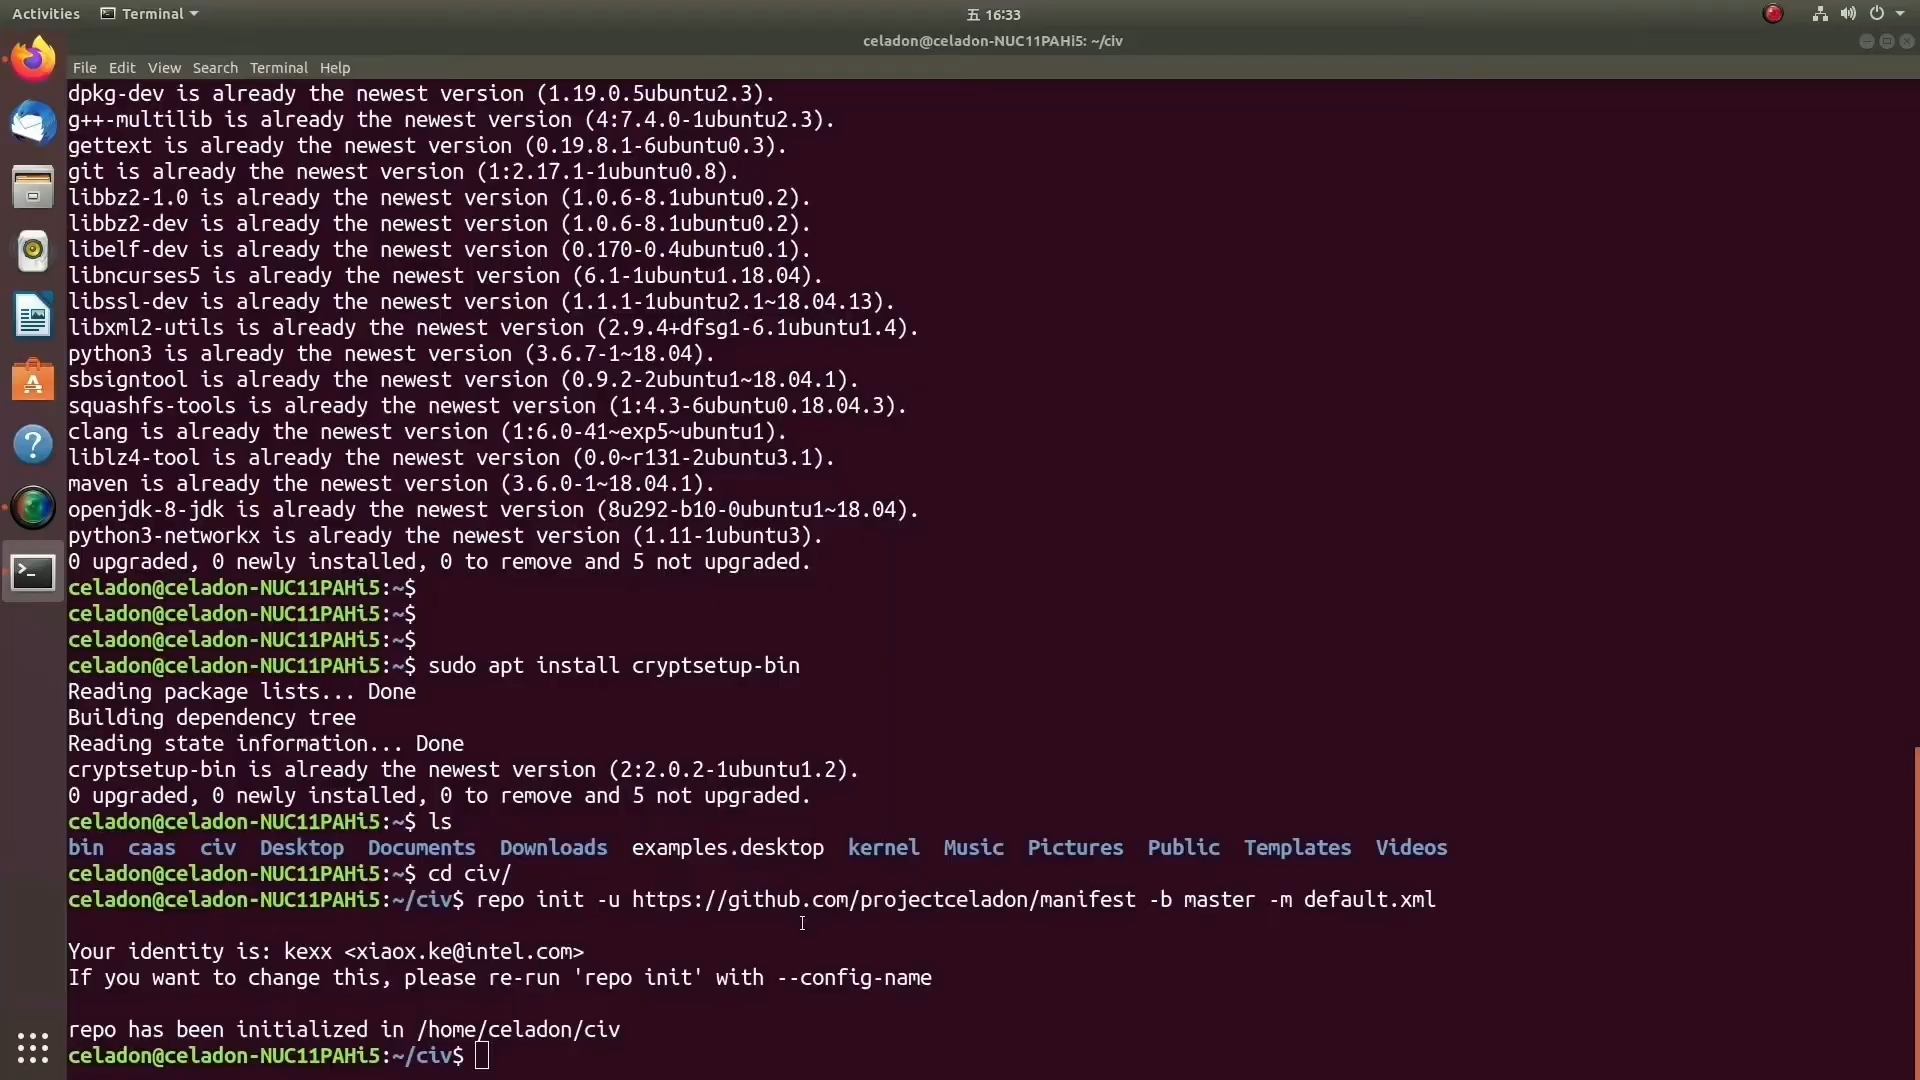 Activities
Terminal
五 16:33
celadon@celadon-NUC11PAHi5: ~/civ
File Edit View Search Terminal Help
dpkg-dev is already the newest version (1.19.0.5ubuntu2.3).
g++-multilib is already the newest version (4:7.4.0-1ubuntu2.3).
gettext is already the newest version (0.19.8.1-6ubuntu0.3).
git is already the newest version (1:2.17.1-1ubuntu0.8).
libbz2-1.0 is already the newest version (1.0.6-8.1ubuntu0.2).
libbz2-dev is already the newest version (1.0.6-8.1ubuntu0.2).
libelf-dev is already the newest version (0.170-0.4ubuntu0.1).
libncurses5 is already the newest version (6.1-1ubuntu1.18.04).
libssl-dev is already the newest version (1.1.1-1ubuntu2.1~18.04.13).
libxml2-utils is already the newest version (2.9.4+dfsg1-6.1ubuntu1.4).
python3 is already the newest version (3.6.7-1~18.04).
sbsigntool is already the newest version (0.9.2-2ubuntu1~18.04.1).
squashfs-tools is already the newest version (1:4.3-6ubuntu0.18.04.3).
clang is already the newest version (1:6.0-41~exp5~ubuntu1).
liblz4-tool is already the newest version (0.0~r131-2ubuntu3.1).
maven is already the newest version (3.6.0-1~18.04.1).
openjdk-8-jdk is already the newest version (8u292-b10-0ubuntu1~18.04).
python3-networkx is already the newest version (1.11-1ubuntu3).
0 upgraded, 0 newly installed, 0 to remove and 5 not upgraded.
celadon@celadon-NUC11PAHi5:~$
celadon@celadon-NUC11PAHi5:~$
celadon@celadon-NUC11PAHi5:~$
celadon@celadon-NUC11PAHi5:~$ sudo apt install cryptsetup-bin
Reading package lists... Done
Building dependency tree
Reading state information... Done
cryptsetup-bin is already the newest version (2:2.0.2-1ubuntu1.2).
0 upgraded, 0 newly installed, 0 to remove and 5 not upgraded.
celadon@celadon-NUC11PAHi5:~$ ls
bin caas civ Desktop Documents Downloads examples.desktop kernel Music Pictures Public Templates Videos
celadon@celadon-NUC11PAHi5:~$ cd civ/
celadon@celadon-NUC11PAHi5:~/civ$ repo init -u https://github.com/projectceladon/manifest -b master -m default.xml
Your identity is: kexx <xiaox.ke@intel.com>
If you want to change this, please re-run 'repo init' with --config-name
repo has been initialized in /home/celadon/civ
celadon@celadon-NUC11PAHi5:~/civ$